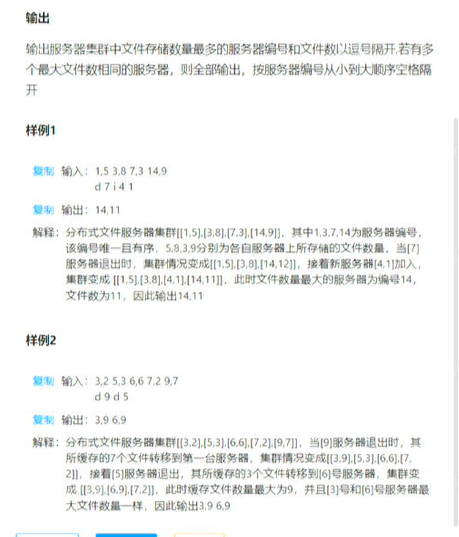 输出
输出服务器集群中文件存储数量最多的服务器编号和文件数以逗号隔开.若有多
个最大文件数相同的服务器，则全部输出，按服务器编号从小到大顺序空格隔
开
样例1
复制 输入：1,5 3,8 7,3 14,9
d 7 i 4 1
复制 输出：14,11
解释：分布式文件服务器集群[[1,5],[3,8],[7,3],[14,9]]，其中1,3,7,14为服务器编号，
该编号唯一且有序，5,8,3,9分别为各自服务器上所存储的文件数量，当[7]
服务器退出时，集群情况变成[[1,5],[3,8],[14,12]]，接着新服务器[4,1]加入，
集群变成 [[1,5],[3,8],[4,1],[14,11]]，此时文件数量最大的服务器为编号14，
文件数为11，因此输出14,11
样例2
复制 输入：3,2 5,3 6,6 7,2 9,7
d 9 d 5
复制 输出：3,9 6,9
解释：分布式文件服务器集群[[3,2],[5,3],[6,6],[7,2],[9,7]]，当[9]服务器退出时，其
所缓存的7个文件转移到第一台服务器，集群情况变成[[3,9],[5,3],[6,6],[7,
2]]，接着[5]服务器退出，其所缓存的3个文件转移到[6]号服务器，集群变
成 [[3,9],[6,9],[7,2]]，此时缓存文件数量最大为9，并且[3]号和[6]号服务器最
大文件数量一样，因此输出3,9 6,9